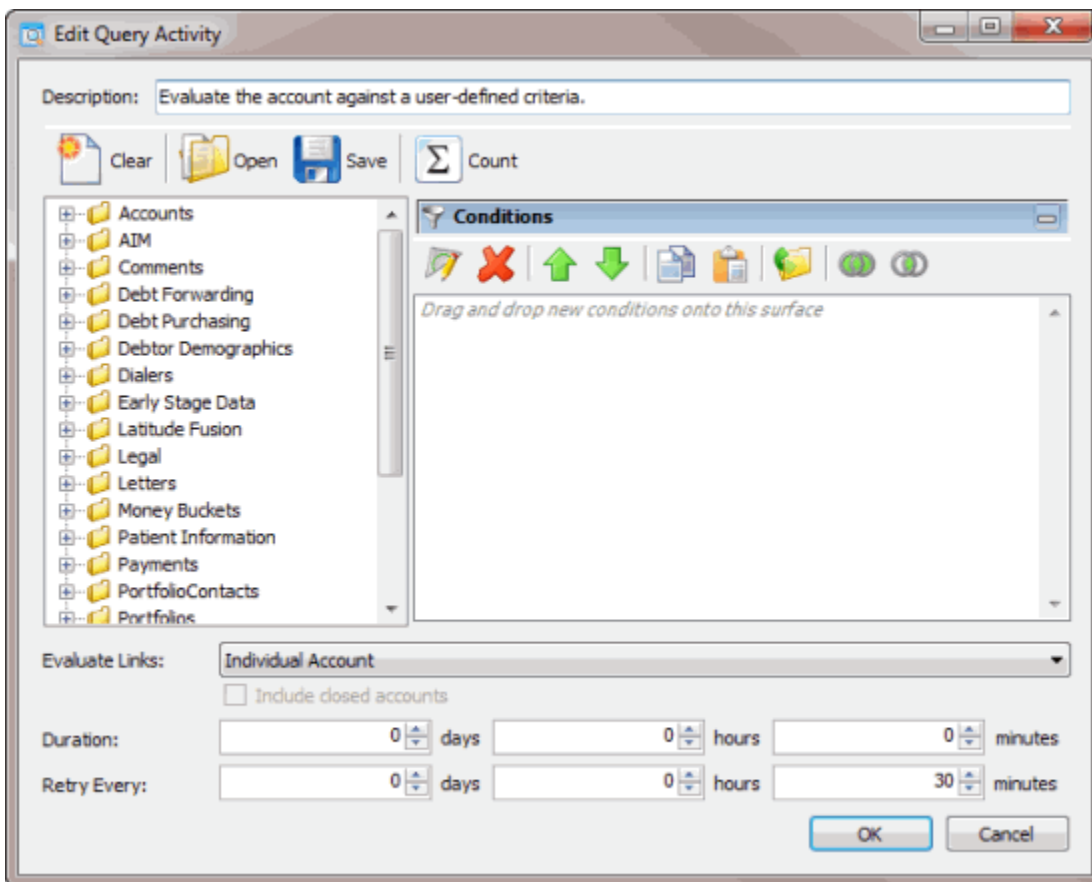 Edit Query Activity
Description: Evaluate the account against a user-defined criteria.
Clear Open Save Σ Count
Accounts
AIM
Comments
Debt Forwarding
Debt Purchasing
Debtor Demographics
Dialers
Early Stage Data
Latitude Fusion
Legal
Letters
Money Buckets
Patient Information
Payments
PortfolioContacts
Portfolios
Conditions
Drag and drop new conditions onto this surface
Evaluate Links: Individual Account
Include closed accounts
Duration: 0 days 0 hours 0 minutes
Retry Every: 0 days 0 hours 30 minutes
OK Cancel